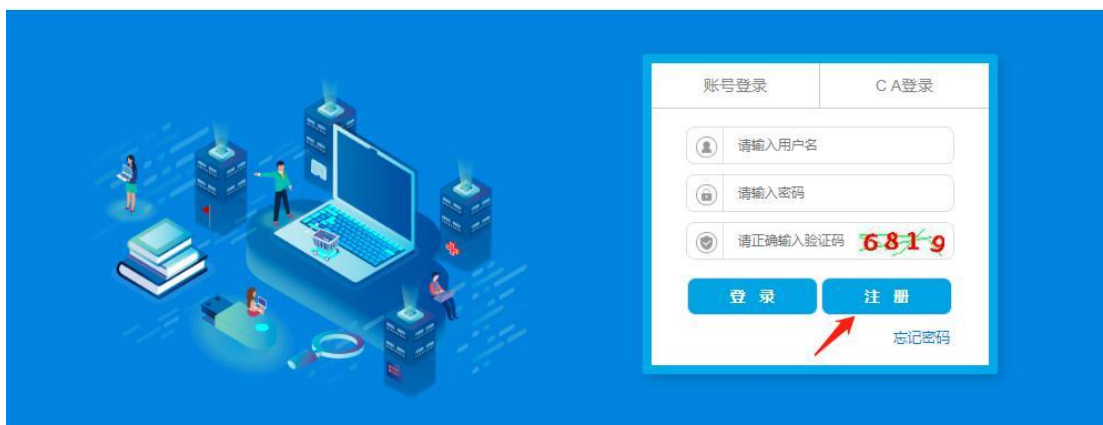 账号登录
C A登录
请输入用户名
请输入密码
请正确输入验证码 6819
登 录
注 册
忘记密码